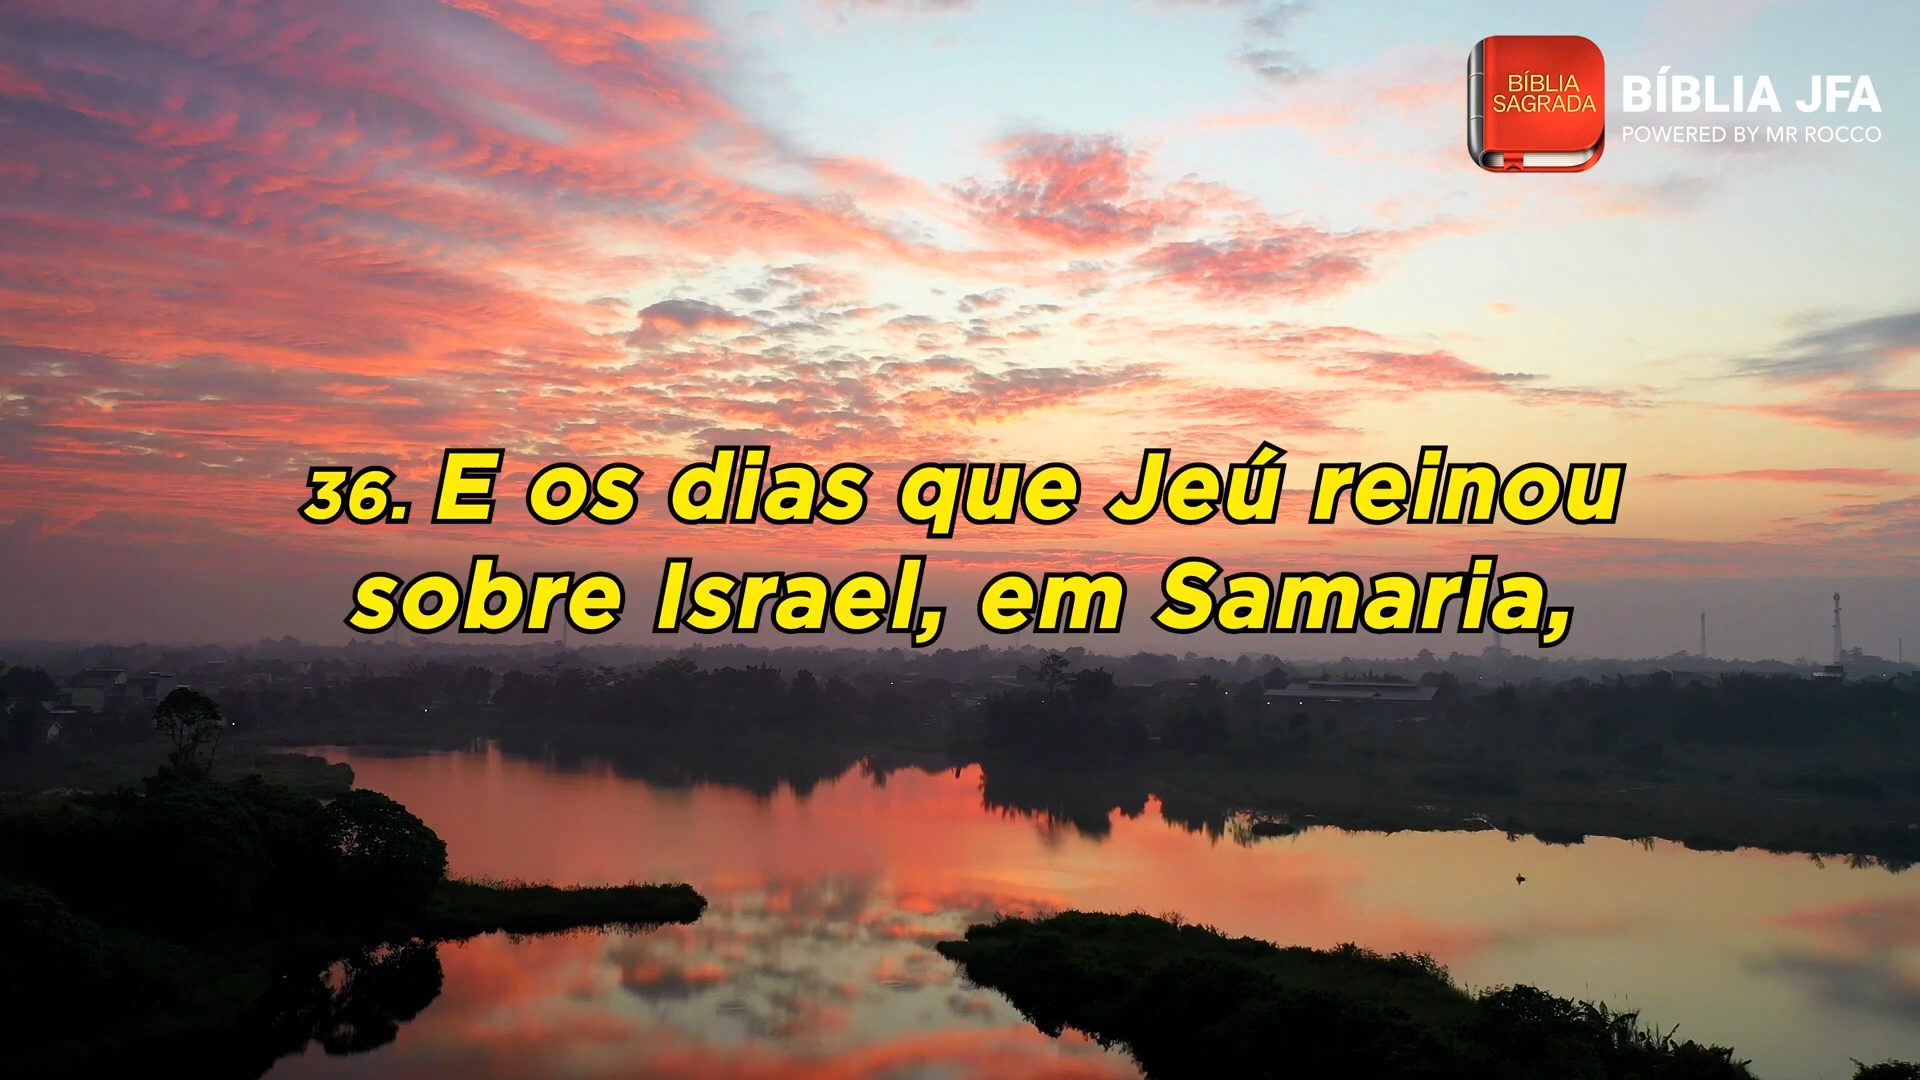 BÍBLIA
SAGRADA
BÍBLIA JFA
POWERED BY MR ROCCO
36. E os dias que Jeú reinou
sobre Israel, em Samaria,